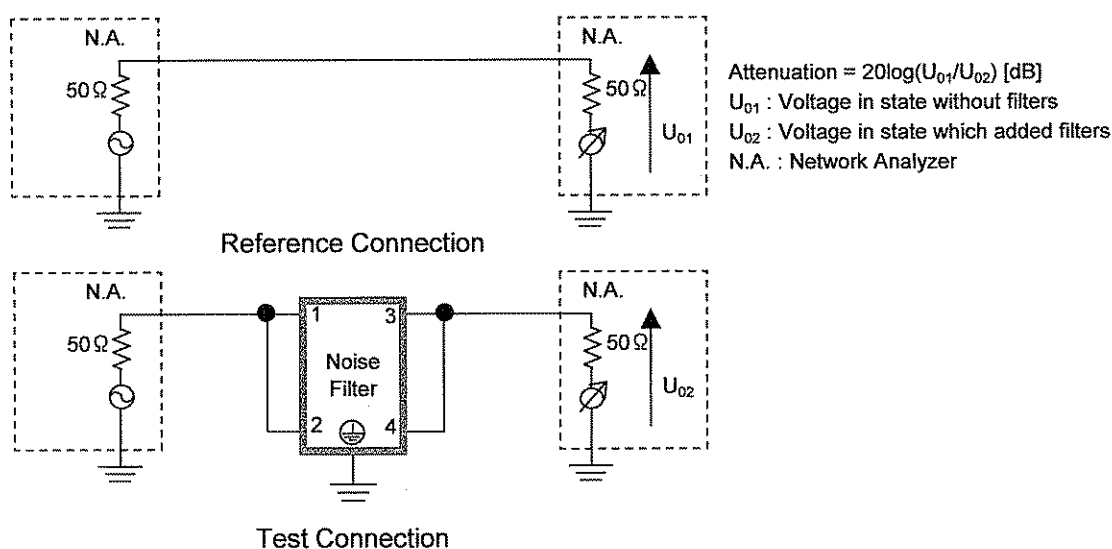 N.A.
50Ω
N.A.
50Ω
U01
Attenuation = 20log(U01/U02) [dB]
U01 : Voltage in state without filters
U02 : Voltage in state which added filters
N.A. : Network Analyzer
Reference Connection
N.A.
50Ω
1 3
Noise
Filter
2 4
N.A.
50Ω
U02
Test Connection